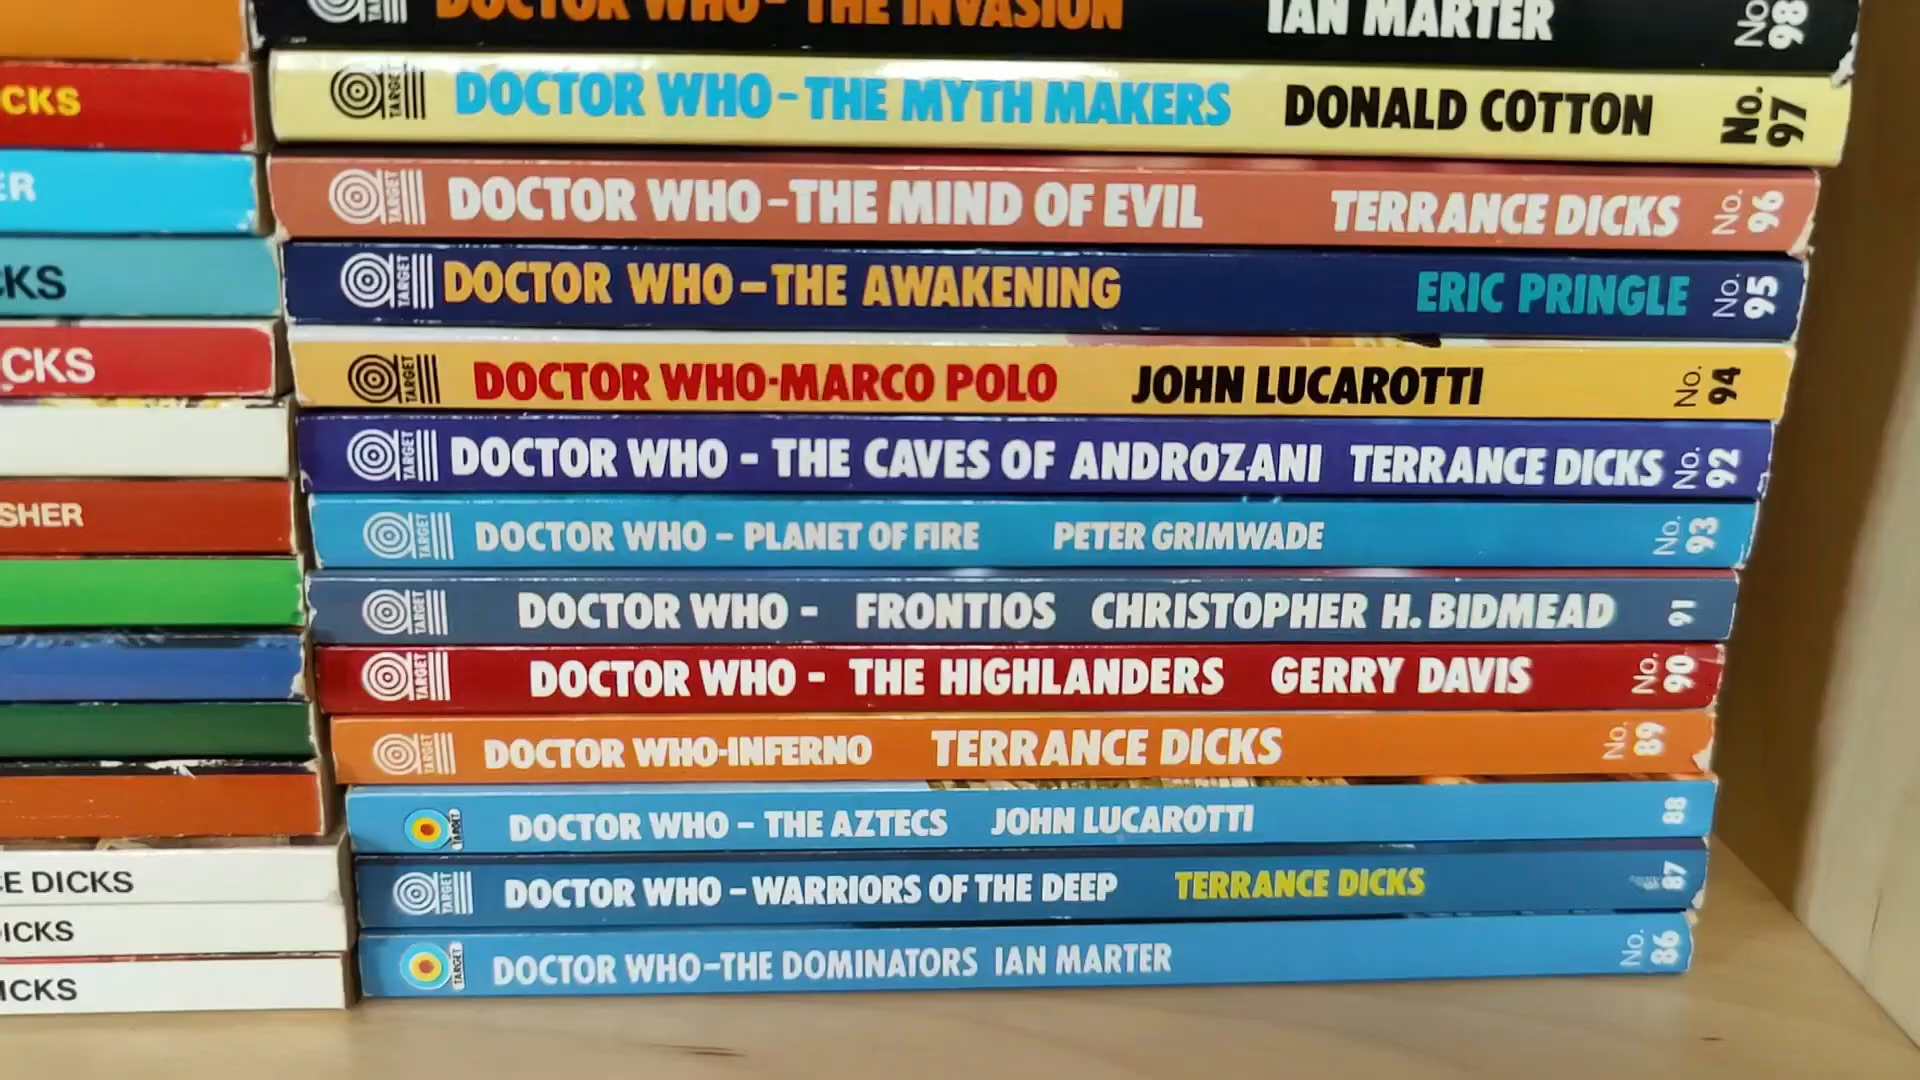 DOCTOR WHO - THE INVASION IAN MARTER No. 98
TARGET DOCTOR WHO - THE MYTH MAKERS DONALD COTTON No. 97
TARGET DOCTOR WHO - THE MIND OF EVIL TERRANCE DICKS No. 96
TARGET DOCTOR WHO - THE AWAKENING ERIC PRINGLE No. 95
TARGET DOCTOR WHO-MARCO POLO JOHN LUCAROTTI No. 94
TARGET DOCTOR WHO - THE CAVES OF ANDROZANI TERRANCE DICKS No. 92
TARGET DOCTOR WHO - PLANET OF FIRE PETER GRIMWADE No. 93
TARGET DOCTOR WHO - FRONTIOS CHRISTOPHER H. BIDMEAD 91
TARGET DOCTOR WHO - THE HIGHLANDERS GERRY DAVIS No. 90
TARGET DOCTOR WHO-INFERNO TERRANCE DICKS No. 89
TARGET DOCTOR WHO - THE AZTECS JOHN LUCAROTTI 88
TARGET DOCTOR WHO - WARRIORS OF THE DEEP TERRANCE DICKS 87
TARGET DOCTOR WHO-THE DOMINATORS IAN MARTER No. 86
CKS
ER
CKS
CKS
SHER
CE DICKS
DICKS
ICKS